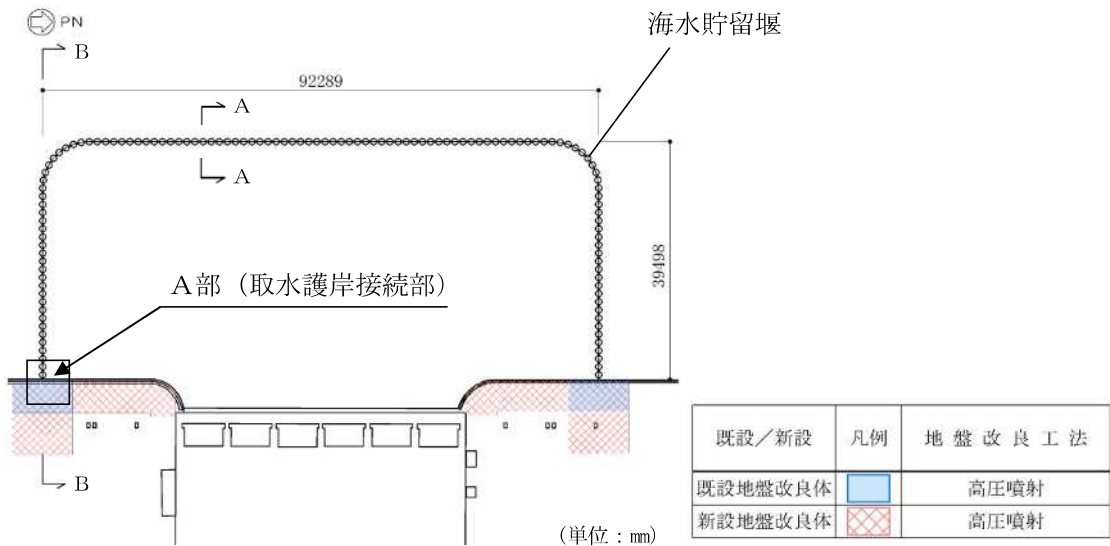 PN
B
海水貯留堰
92289
A
A
39498
A部（取水護岸接続部）
B
（単位：mm）
既設／新設 凡例 地盤改良工法
既設地盤改良体 高圧噴射
新設地盤改良体 高圧噴射